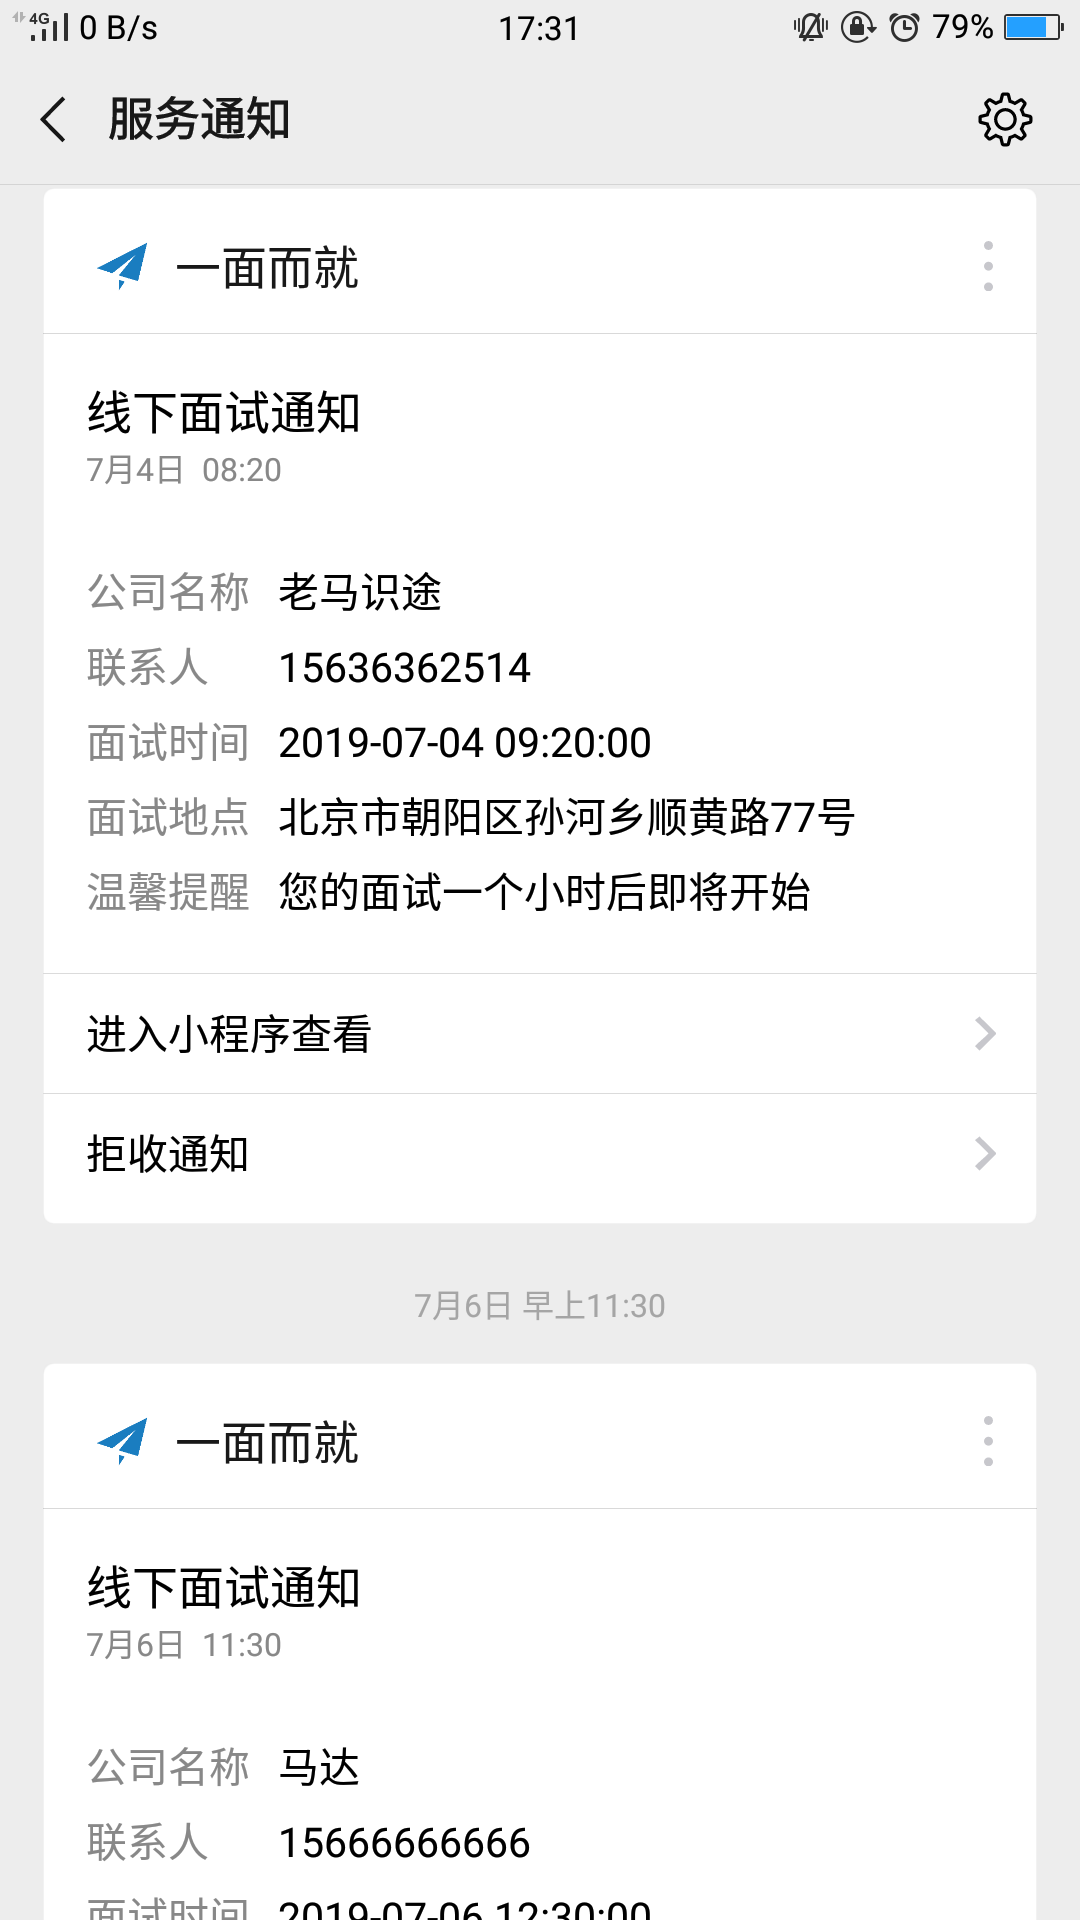 4G 0 B/s 17:31 79%
服务通知
一面而就
线下面试通知
7月4日 08:20
公司名称 老马识途
联系人 15636362514
面试时间 2019-07-04 09:20:00
面试地点 北京市朝阳区孙河乡顺黄路77号
温馨提醒 您的面试一个小时后即将开始
进入小程序查看
拒收通知
7月6日 早上11:30
一面而就
线下面试通知
7月6日 11:30
公司名称 马达
联系人 15666666666
面试时间 2019-07-06 12:30:00